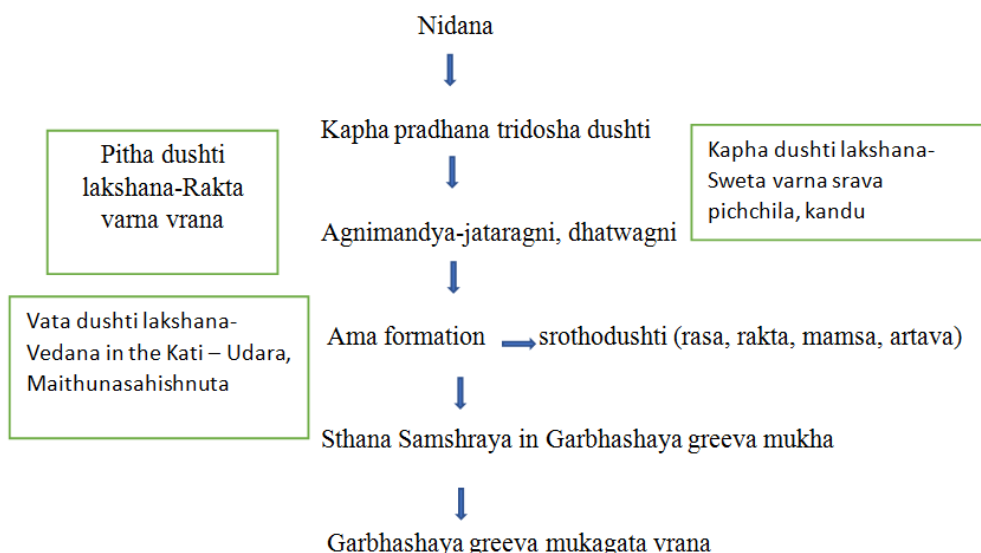 Nidana
Kapha pradhana tridosha dushti
Pitha dushti
lakshana-Rakta
varna vrana
Kapha dushti lakshana-
Sweta varna srava
pichchila, kandu
Agnimandya-jataragni, dhatwagni
Vata dushti lakshana-
Vedana in the Kati – Udara,
Maithunasahishnuta
Ama formation srothodushti (rasa, rakta, mamsa, artava)
Sthana Samshraya in Garbhashaya greeva mukha
Garbhashaya greeva mukagata vrana